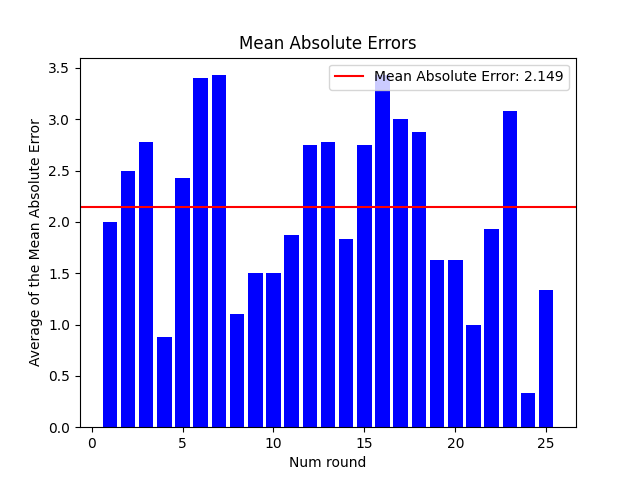 Mean Absolute Errors
Mean Absolute Error: 2.149
Average of the Mean Absolute Error
3.5
3.0
2.5
2.0
1.5
1.0
0.5
0.0
0 5 10 15 20 25
Num round